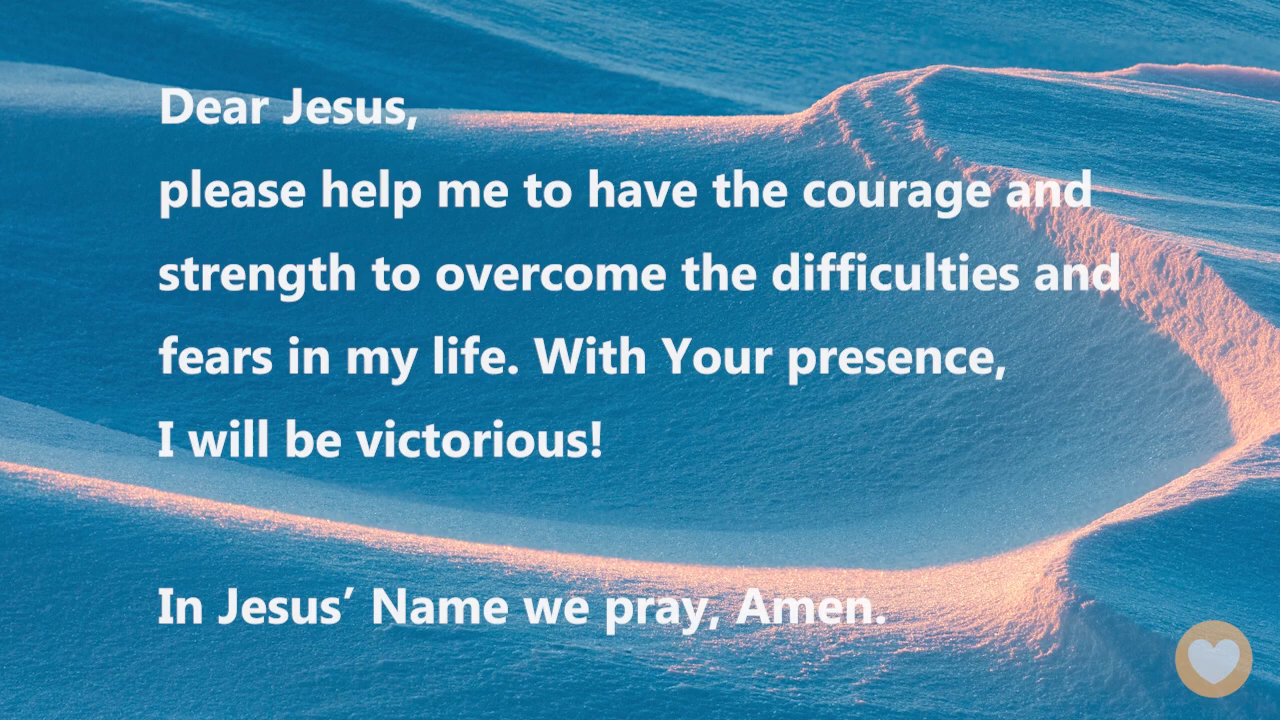 Dear Jesus,
please help me to have the courage and
strength to overcome the difficulties and
fears in my life. With Your presence,
I will be victorious!
In Jesus’ Name we pray, Amen.